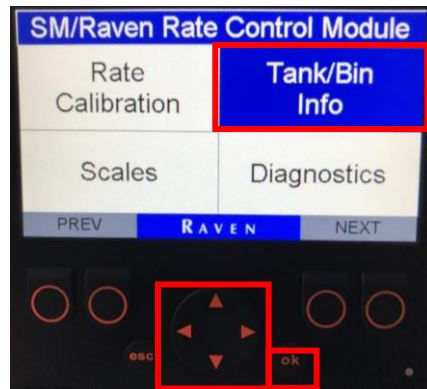 SM/Raven Rate Control Module
Rate
Calibration
Tank/Bin
Info
Scales
Diagnostics
PREV
RAVEN
NEXT
esc
ok